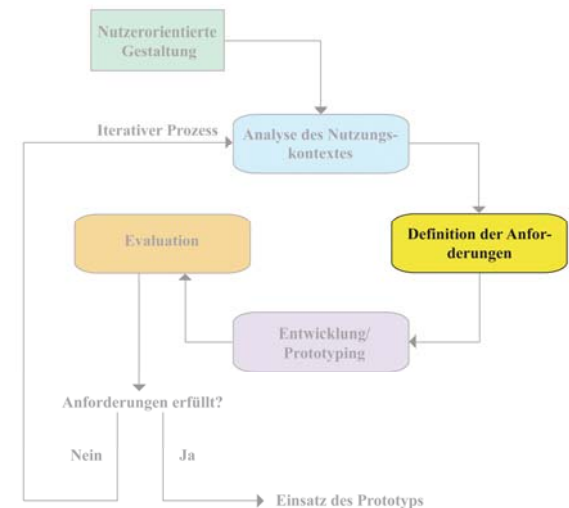 Nutzerorientierte
Gestaltung
Iterativer Prozess
Analyse des Nutzungs-
kontextes
Evaluation
Definition der Anfor-
derungen
Entwicklung/
Prototyping
Anforderungen erfüllt?
Nein
Ja
Einsatz des Prototyps